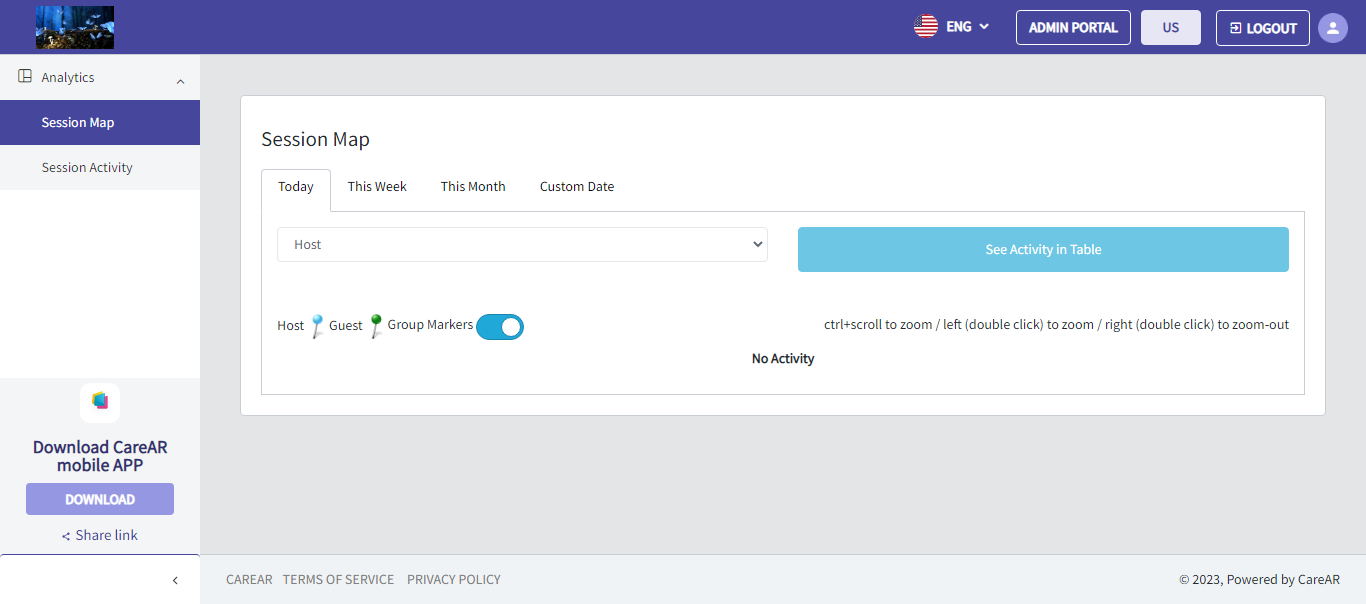 ENG
ADMIN PORTAL
US
LOGOUT
Analytics
Session Map
Session Activity
Download CareAR
mobile APP
DOWNLOAD
Share link
Session Map
Today
This Week
This Month
Custom Date
Host
See Activity in Table
Host
Guest
Group Markers
ctrl+scroll to zoom / left (double click) to zoom / right (double click) to zoom-out
No Activity
CAREAR
TERMS OF SERVICE
PRIVACY POLICY
© 2023, Powered by CareAR